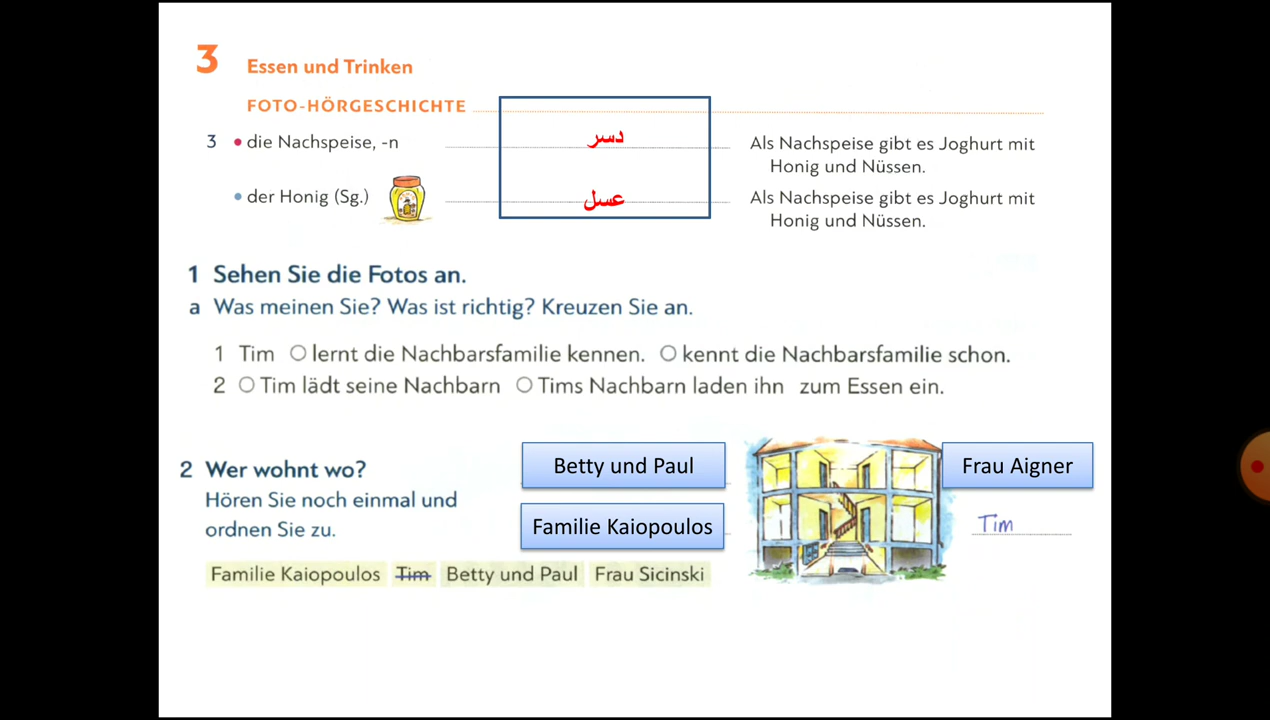 3 Essen und Trinken
FOTO-HÖRGESCHICHTE
3 • die Nachspeise, -n دسر Als Nachspeise gibt es Joghurt mit
Honig und Nüssen.
• der Honig (Sg.) عسل Als Nachspeise gibt es Joghurt mit
Honig und Nüssen.
1 Sehen Sie die Fotos an.
a Was meinen Sie? Was ist richtig? Kreuzen Sie an.
1 Tim ○ lernt die Nachbarsfamilie kennen. ○ kennt die Nachbarsfamilie schon.
2 ○ Tim lädt seine Nachbarn ○ Tims Nachbarn laden ihn zum Essen ein.
2 Wer wohnt wo?
Hören Sie noch einmal und
ordnen Sie zu.
Familie Kaiopoulos Tim Betty und Paul Frau Sicinski
Betty und Paul
Familie Kaiopoulos
Frau Aigner
Tim